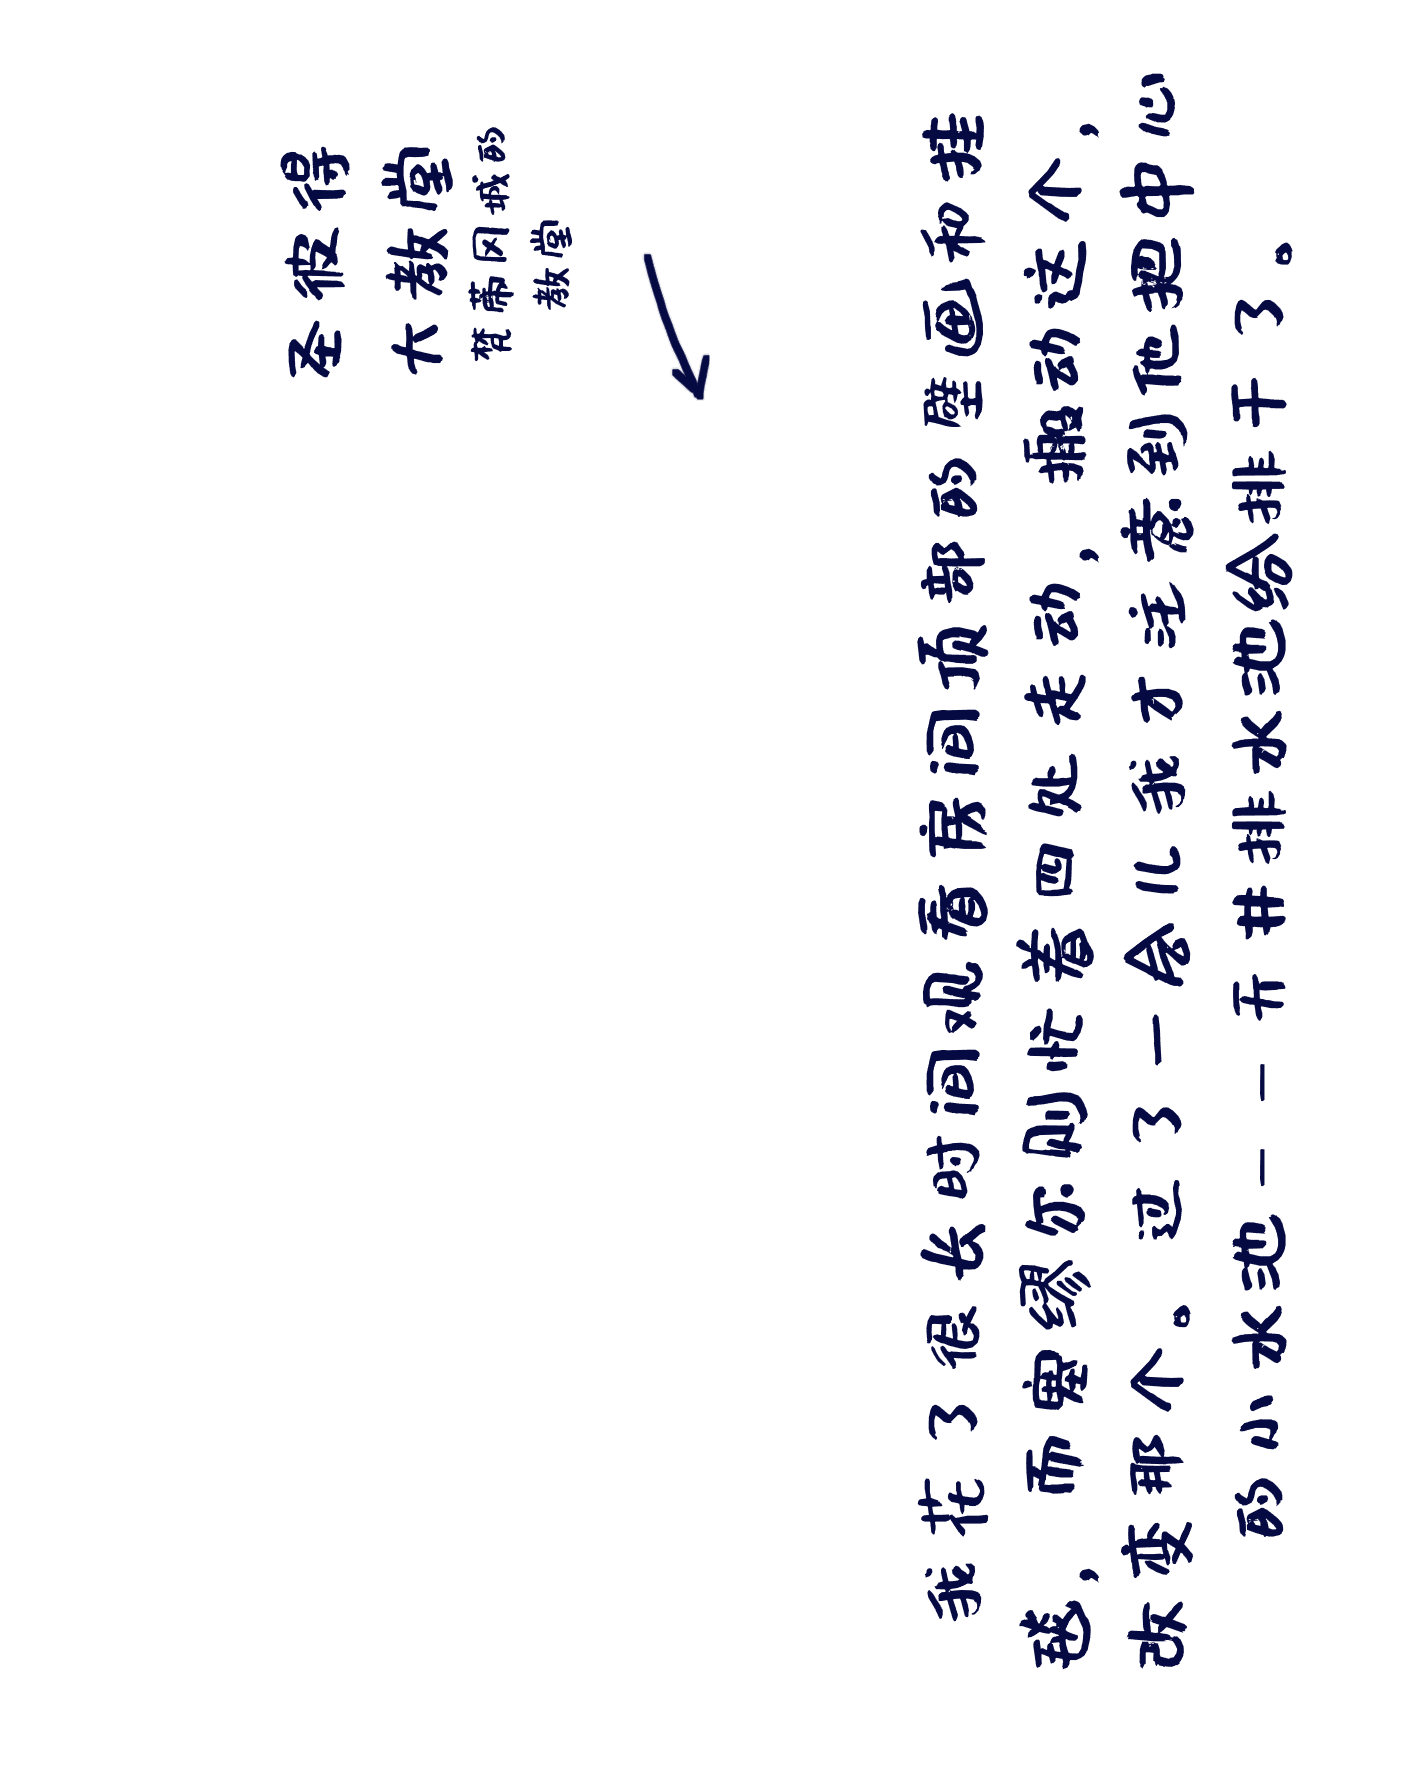 圣彼得
大教堂
梵蒂冈城的
教堂
我花了很长时间观看房间顶部的壁画和挂
毯，而塞缪尔则忙着四处走动，搬动这个，
改变那个。过了一会儿我才注意到他把中心
的小水池——天井排水池给排干了。